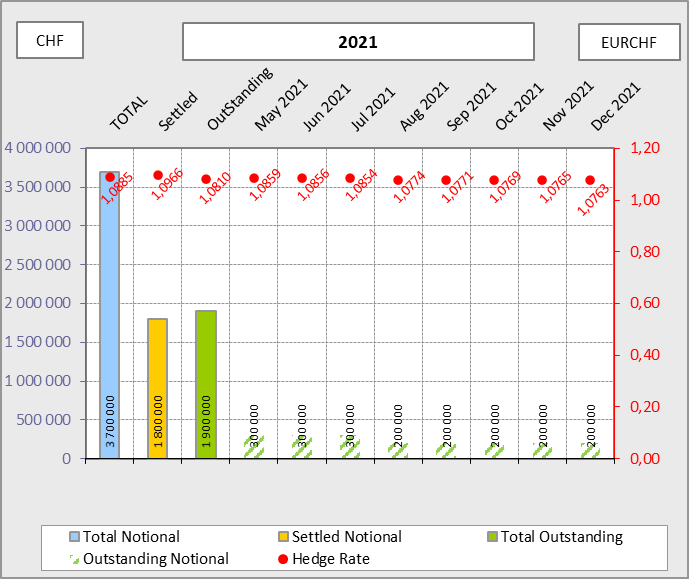 CHF
2021
EURCHF
TOTAL
Settled
OutStanding
May 2021
Jun 2021
Jul 2021
Aug 2021
Sep 2021
Oct 2021
Nov 2021
Dec 2021
4 000 000
3 500 000
3 000 000
2 500 000
2 000 000
1 500 000
1 000 000
500 000
0
1,20
1,00
0,80
0,60
0,40
0,20
0,00
1,0885
1,0966
1,0810
1,0859
1,0856
1,0854
1,0774
1,0771
1,0769
1,0765
1,0763
3 700 000
1 800 000
1 900 000
300 000
300 000
300 000
200 000
200 000
200 000
200 000
200 000
Total Notional
Settled Notional
Total Outstanding
Outstanding Notional
Hedge Rate